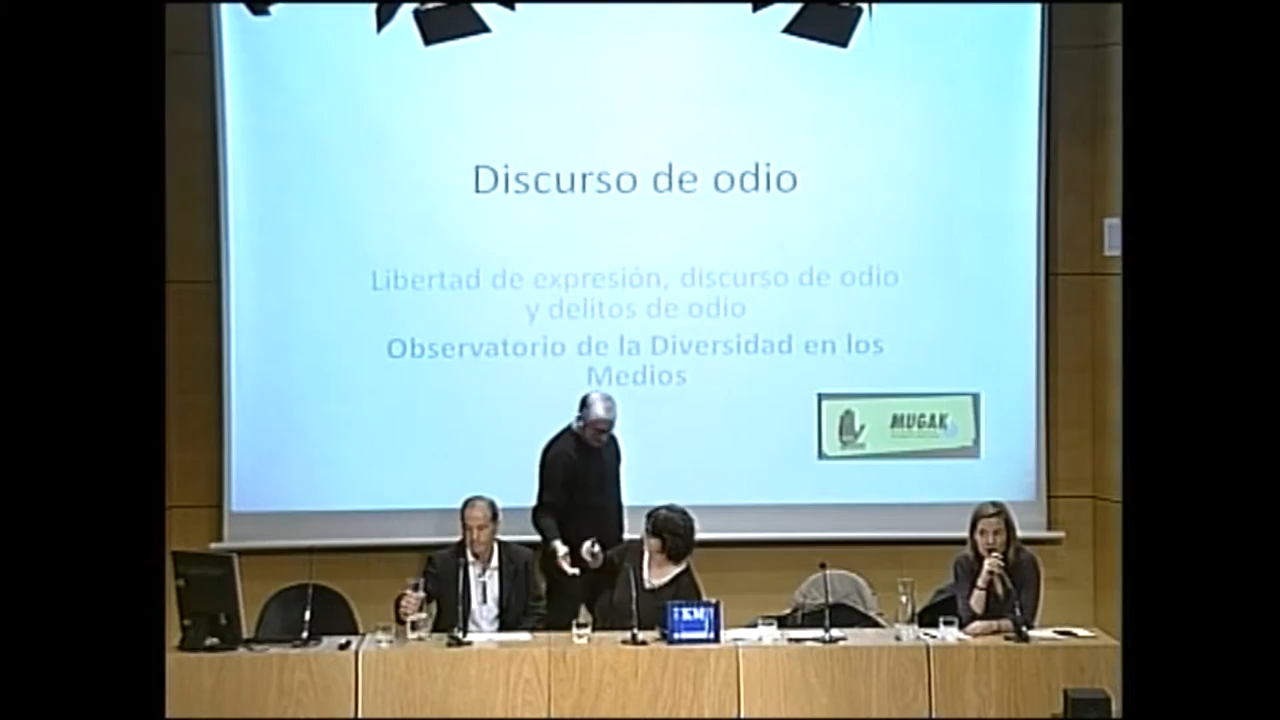 Discurso de odio
Libertad de expresión, discurso de odio
y delitos de odio
Observatorio de la Diversidad en los
Medios
MUGAK